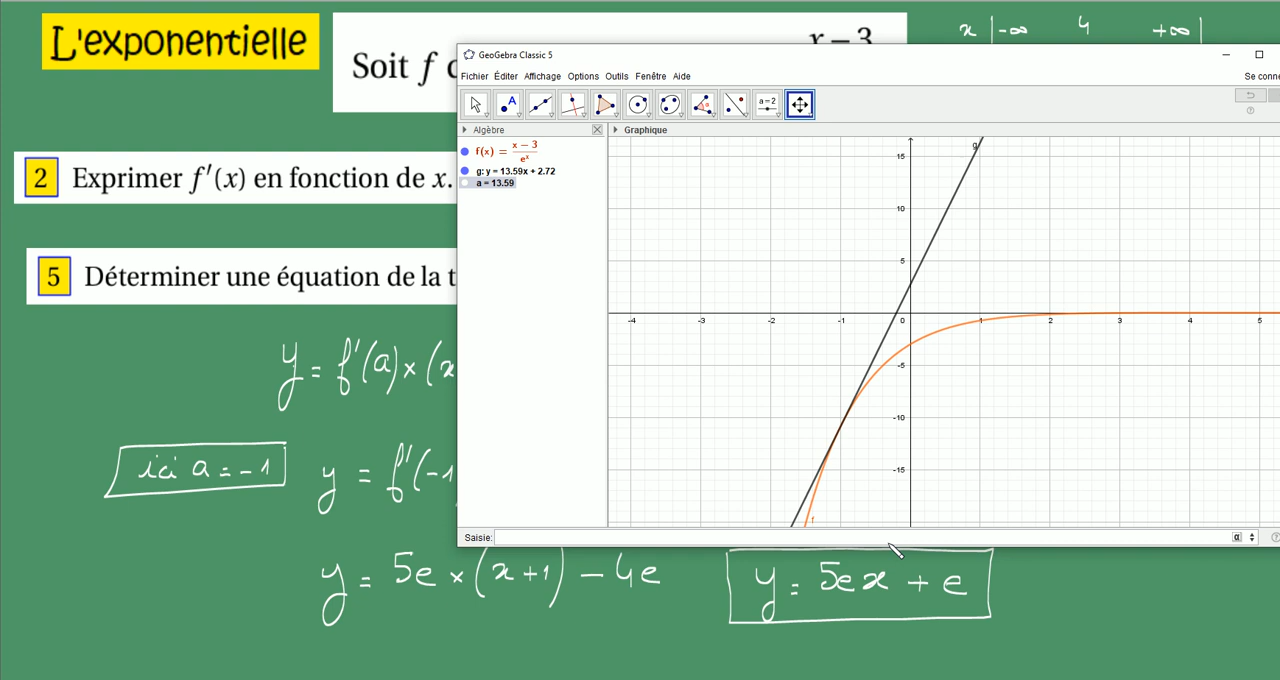 L'exponentielle
Soit f d
x − 3
x -∞ 4 +∞
GeoGebra Classic 5
Fichier Éditer Affichage Options Outils Fenêtre Aide
Se conne
A
a=2
Algèbre
Graphique
f(x) = x − 3 / eˣ
g: y = 13.59x + 2.72
a = 13.59
2 Exprimer f′(x) en fonction de x.
5 Déterminer une équation de la t
g
15
10
5
-4 -3 -2 -1 0 1 2 3 4 5
-5
-10
-15
f
y = f'(a) × (x
ici a = -1
y = f'(-1
Saisie:
α
y = 5e × (x+1) − 4e
y = 5ex + e